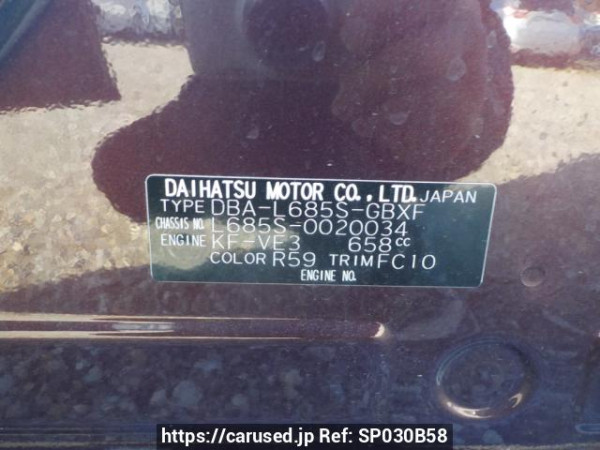 DAIHATSU MOTOR CO., LTD. JAPAN
TYPE DBA-L685S-GBXF
CHASSIS NO. L685S-0020034
ENGINE KF-VE3 658cc
COLOR R59 TRIM FC10
ENGINE NO.
https://carused.jp Ref: SP030B58